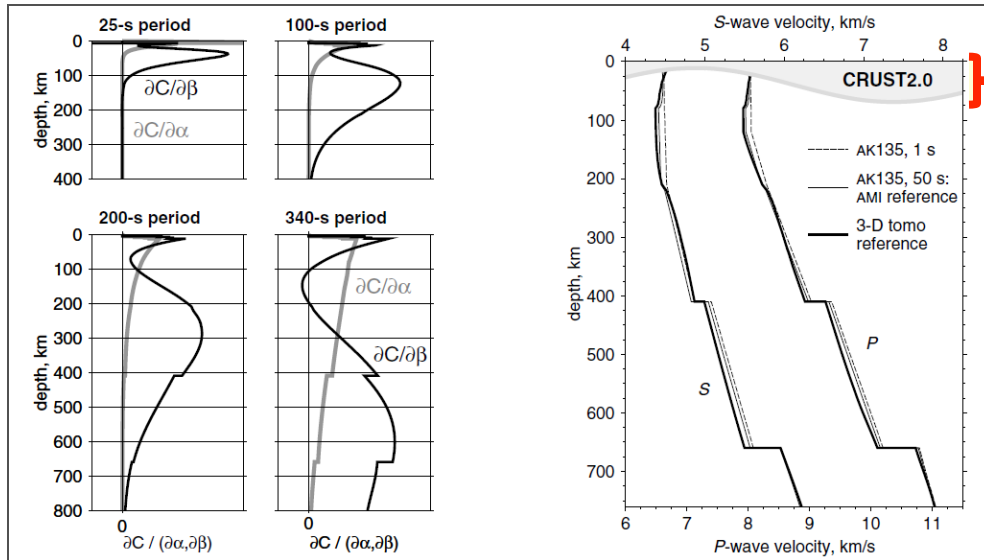 25-s period
100-s period
0
100
200
300
400
depth, km
∂C/∂β
∂C/∂α
200-s period
340-s period
0
100
200
300
400
500
600
700
800
depth, km
∂C/∂α
∂C/∂β
0
0
∂C / (∂α,∂β)
∂C / (∂α,∂β)
S-wave velocity, km/s
4
5
6
7
8
0
100
200
300
400
500
600
700
depth, km
CRUST2.0
AK135, 1 s
AK135, 50 s:
AMI reference
3-D tomo
reference
P
S
6
7
8
9
10
11
P-wave velocity, km/s